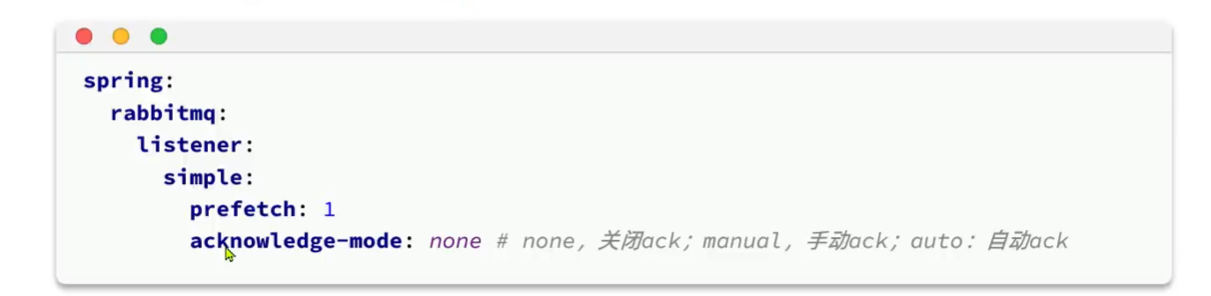 spring:
  rabbitmq:
    listener:
      simple:
        prefetch: 1
        acknowledge-mode: none # none, 关闭ack; manual, 手动ack; auto: 自动ack